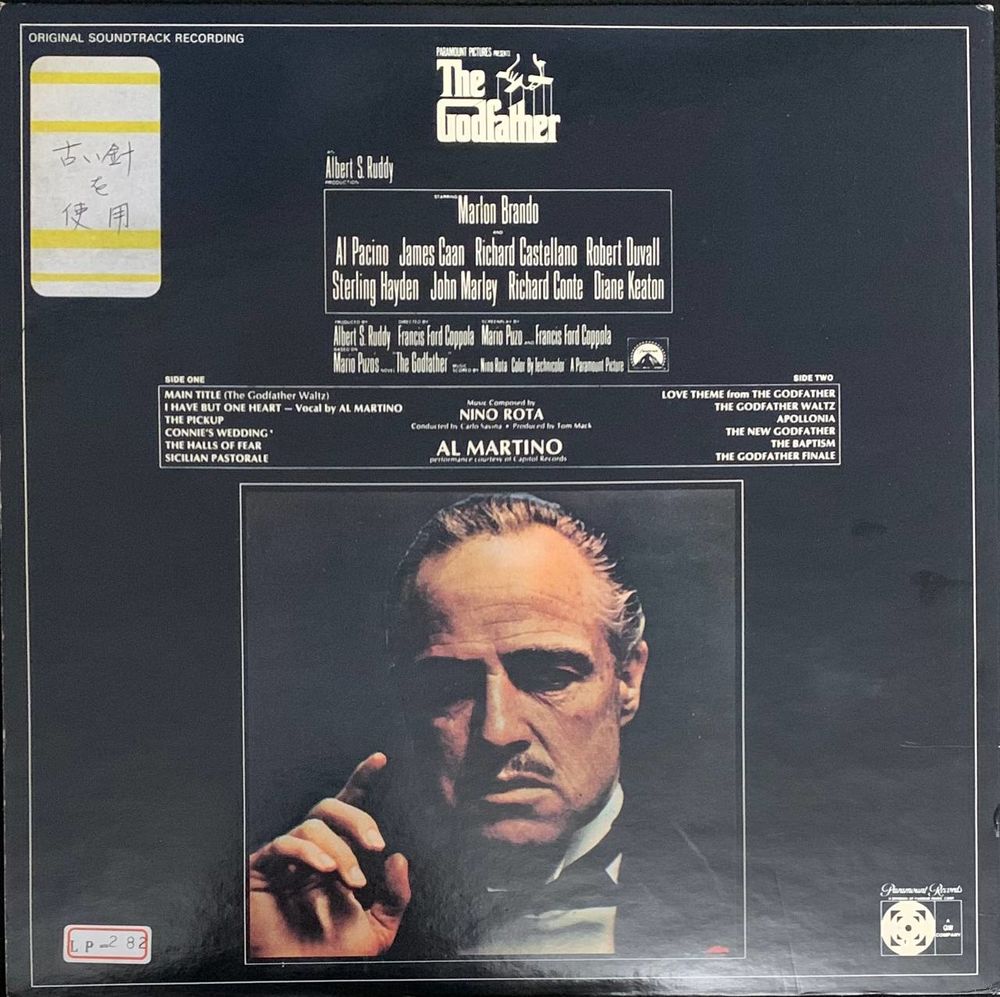 ORIGINAL SOUNDTRACK RECORDING
PARAMOUNT PICTURES PRESENTS
The
Godfather
古い針
を
使用
AN
Albert S. Ruddy
PRODUCTION
STARRING
Marlon Brando
AND
Al Pacino James Caan Richard Castellano Robert Duvall
Sterling Hayden John Marley Richard Conte Diane Keaton
PRODUCED BY DIRECTED BY SCREENPLAY BY
Albert S. Ruddy Francis Ford Coppola Mario Puzo AND Francis Ford Coppola
BASED ON
Mario Puzo's NOVEL "The Godfather" MUSIC SCORED BY Nino Rota Color By Technicolor A Paramount Picture
Paramount
SIDE ONE
MAIN TITLE (The Godfather Waltz)
I HAVE BUT ONE HEART — Vocal by AL MARTINO
THE PICKUP
CONNIE'S WEDDING
THE HALLS OF FEAR
SICILIAN PASTORALE
Music Composed by
NINO ROTA
Conducted by Carlo Savina • Produced by Tom Mack
AL MARTINO
performance courtesy of Capitol Records
SIDE TWO
LOVE THEME from THE GODFATHER
THE GODFATHER WALTZ
APOLLONIA
THE NEW GODFATHER
THE BAPTISM
THE GODFATHER FINALE
LP-282
Paramount Records
A
G+W
COMPANY